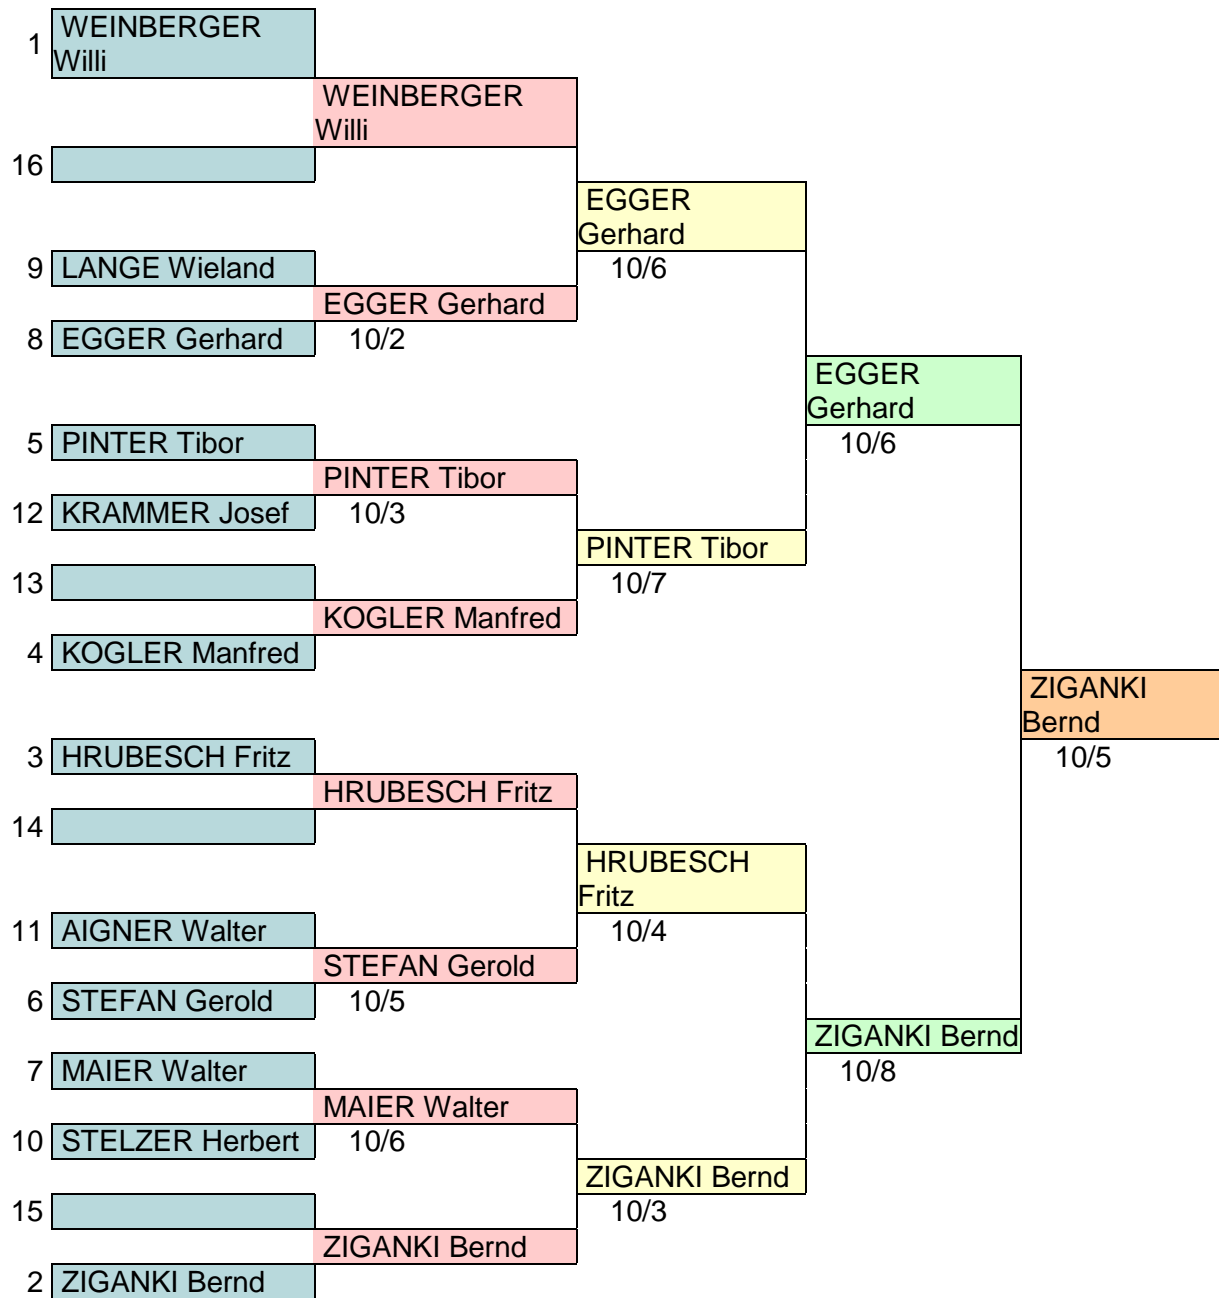 1 WEINBERGER
Willi
WEINBERGER
Willi
16
EGGER
Gerhard
9 LANGE Wieland
10/6
EGGER Gerhard
8 EGGER Gerhard
10/2
EGGER
Gerhard
5 PINTER Tibor
10/6
PINTER Tibor
12 KRAMMER Josef
10/3
PINTER Tibor
13
10/7
KOGLER Manfred
4 KOGLER Manfred
ZIGANKI
Bernd
3 HRUBESCH Fritz
10/5
HRUBESCH Fritz
14
HRUBESCH
Fritz
11 AIGNER Walter
10/4
STEFAN Gerold
6 STEFAN Gerold
10/5
ZIGANKI Bernd
7 MAIER Walter
10/8
MAIER Walter
10 STELZER Herbert
10/6
ZIGANKI Bernd
15
10/3
ZIGANKI Bernd
2 ZIGANKI Bernd